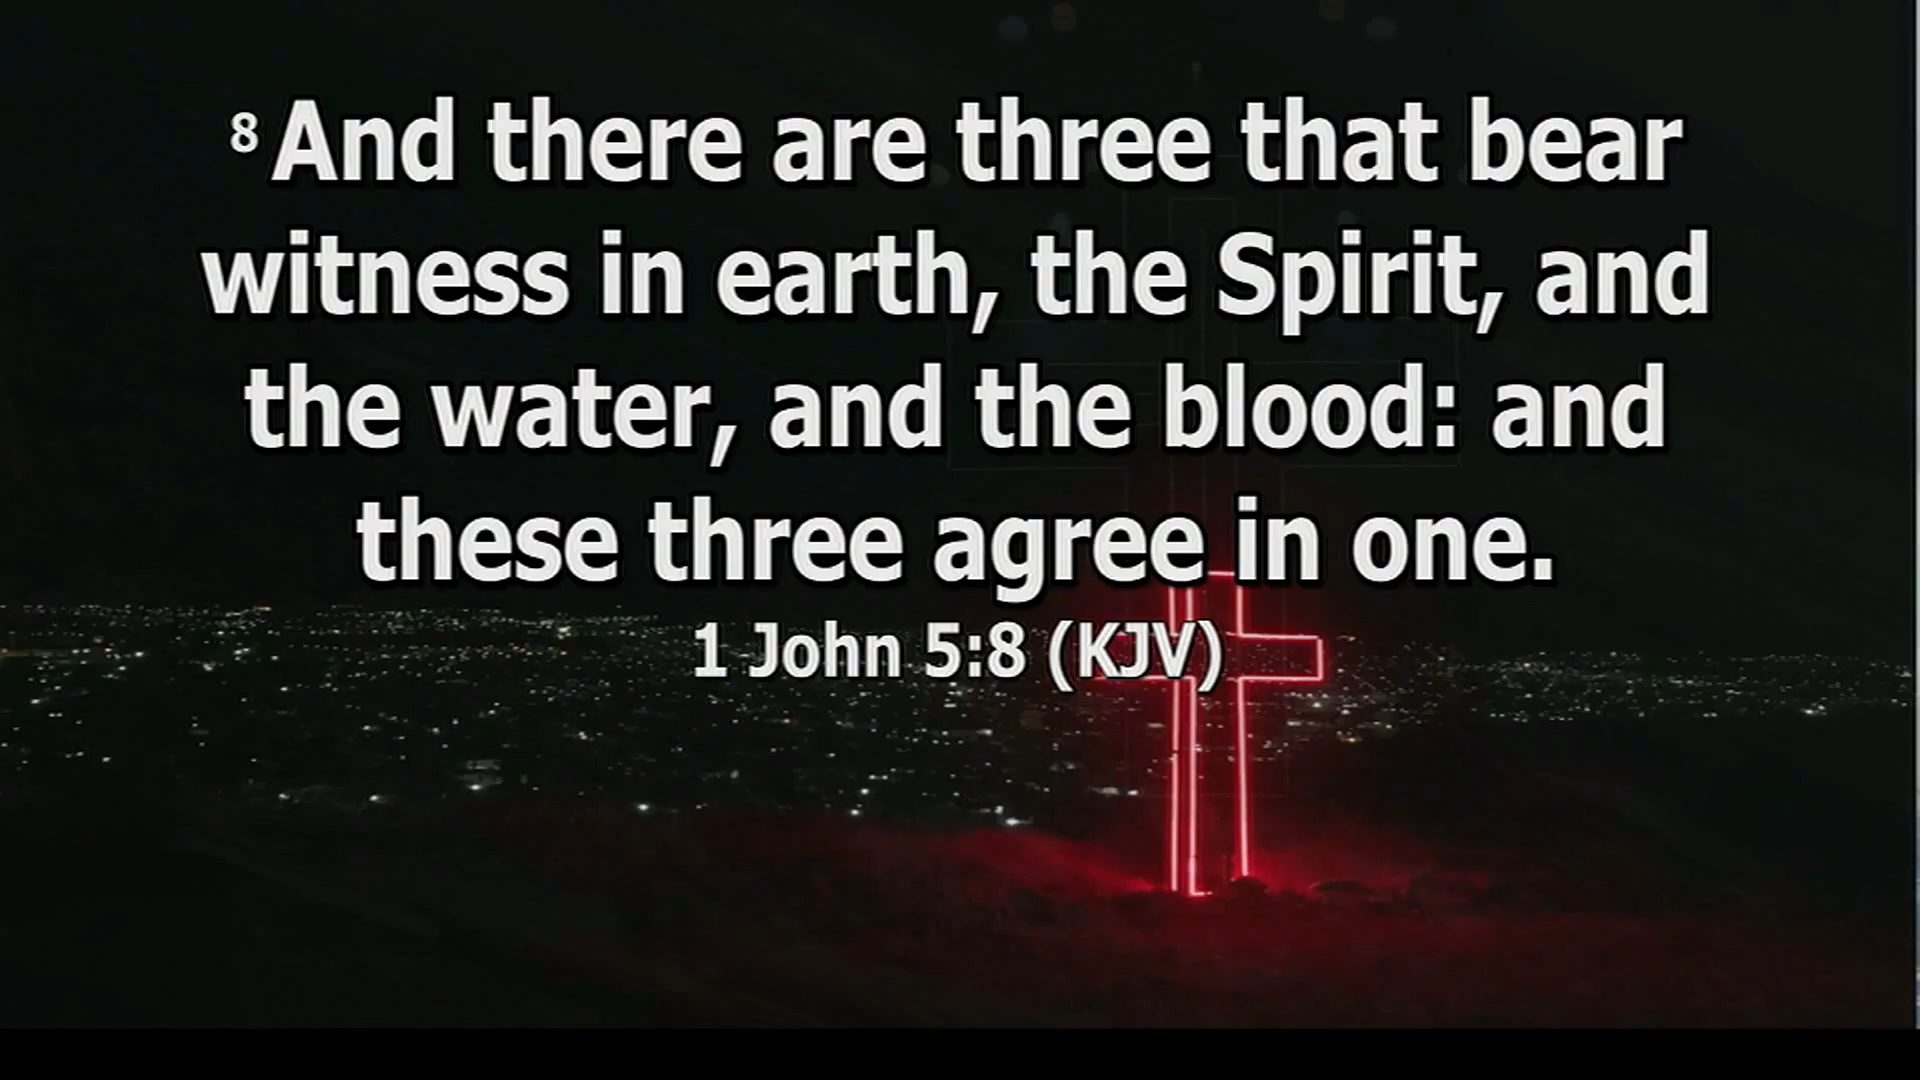 8 And there are three that bear
witness in earth, the Spirit, and
the water, and the blood: and
these three agree in one.
1 John 5:8 (KJV)